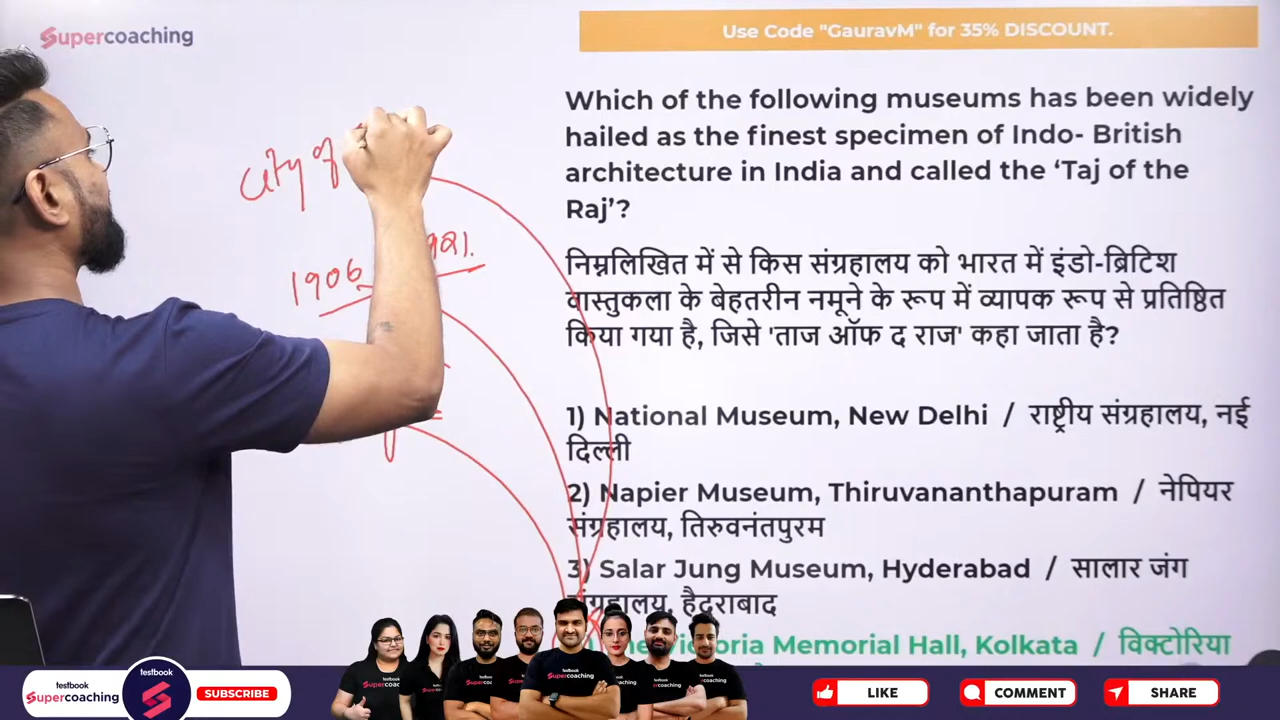 Supercoaching
Use Code "GauravM" for 35% DISCOUNT.
Which of the following museums has been widely
hailed as the finest specimen of Indo- British
architecture in India and called the ‘Taj of the
Raj’?
निम्नलिखित में से किस संग्रहालय को भारत में इंडो-ब्रिटिश
वास्तुकला के बेहतरीन नमूने के रूप में व्यापक रूप से प्रतिष्ठित
किया गया है, जिसे 'ताज ऑफ द राज' कहा जाता है?
1) National Museum, New Delhi / राष्ट्रीय संग्रहालय, नई
दिल्ली
2) Napier Museum, Thiruvananthapuram / नेपियर
संग्रहालय, तिरुवनंतपुरम
3) Salar Jung Museum, Hyderabad / सालार जंग
संग्रहालय, हैदराबाद
Victoria Memorial Hall, Kolkata / विक्टोरिया
City of
1906
testbook
Supercoaching
testbook
SUBSCRIBE
LIKE
COMMENT
SHARE